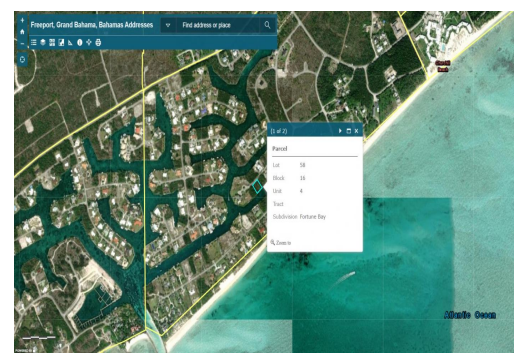 Freeport, Grand Bahama, Bahamas Addresses
Find address or place
(1 of 2)
Parcel
Lot 58
Block 16
Unit 4
Tract
Subdivision Fortune Bay
Zoom to
Beach
Atlantic Ocean